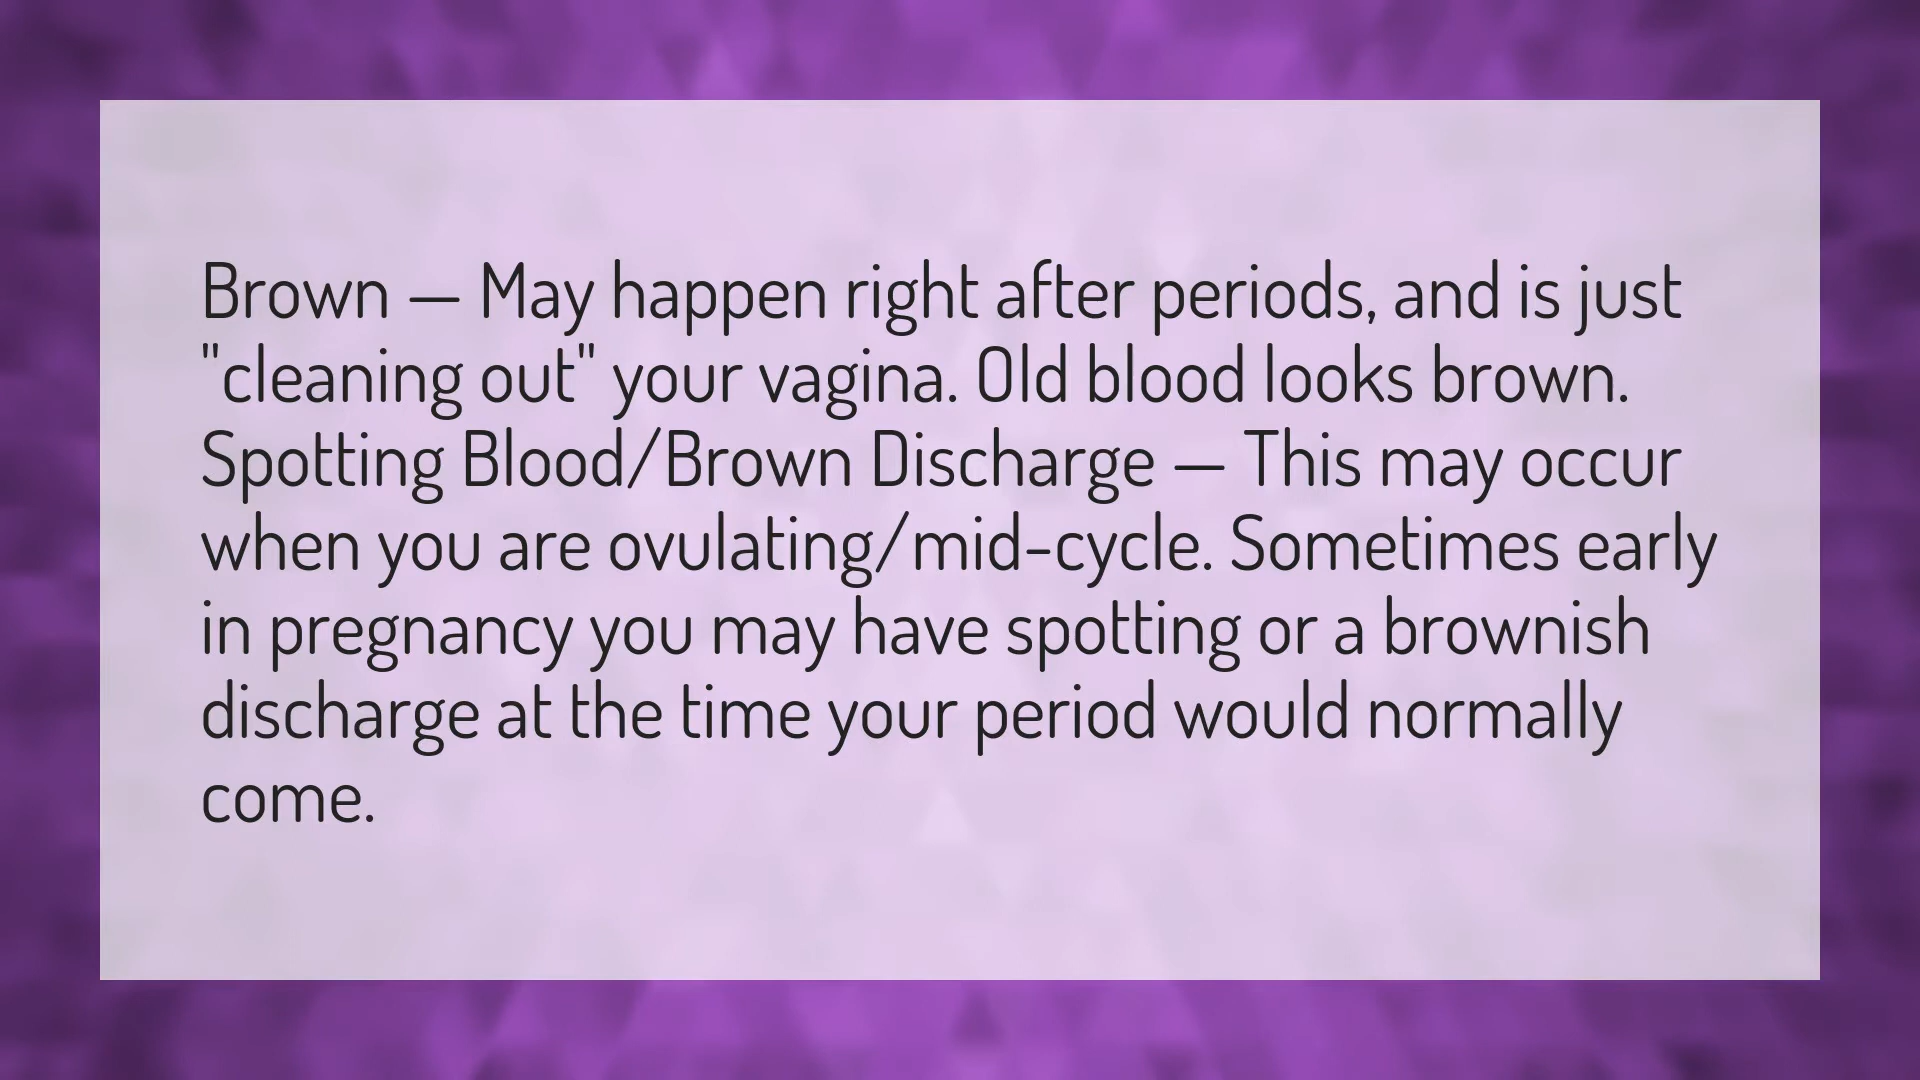 Brown — May happen right after periods, and is just
"cleaning out" your vagina. Old blood looks brown.
Spotting Blood/Brown Discharge — This may occur
when you are ovulating/mid-cycle. Sometimes early
in pregnancy you may have spotting or a brownish
discharge at the time your period would normally
come.